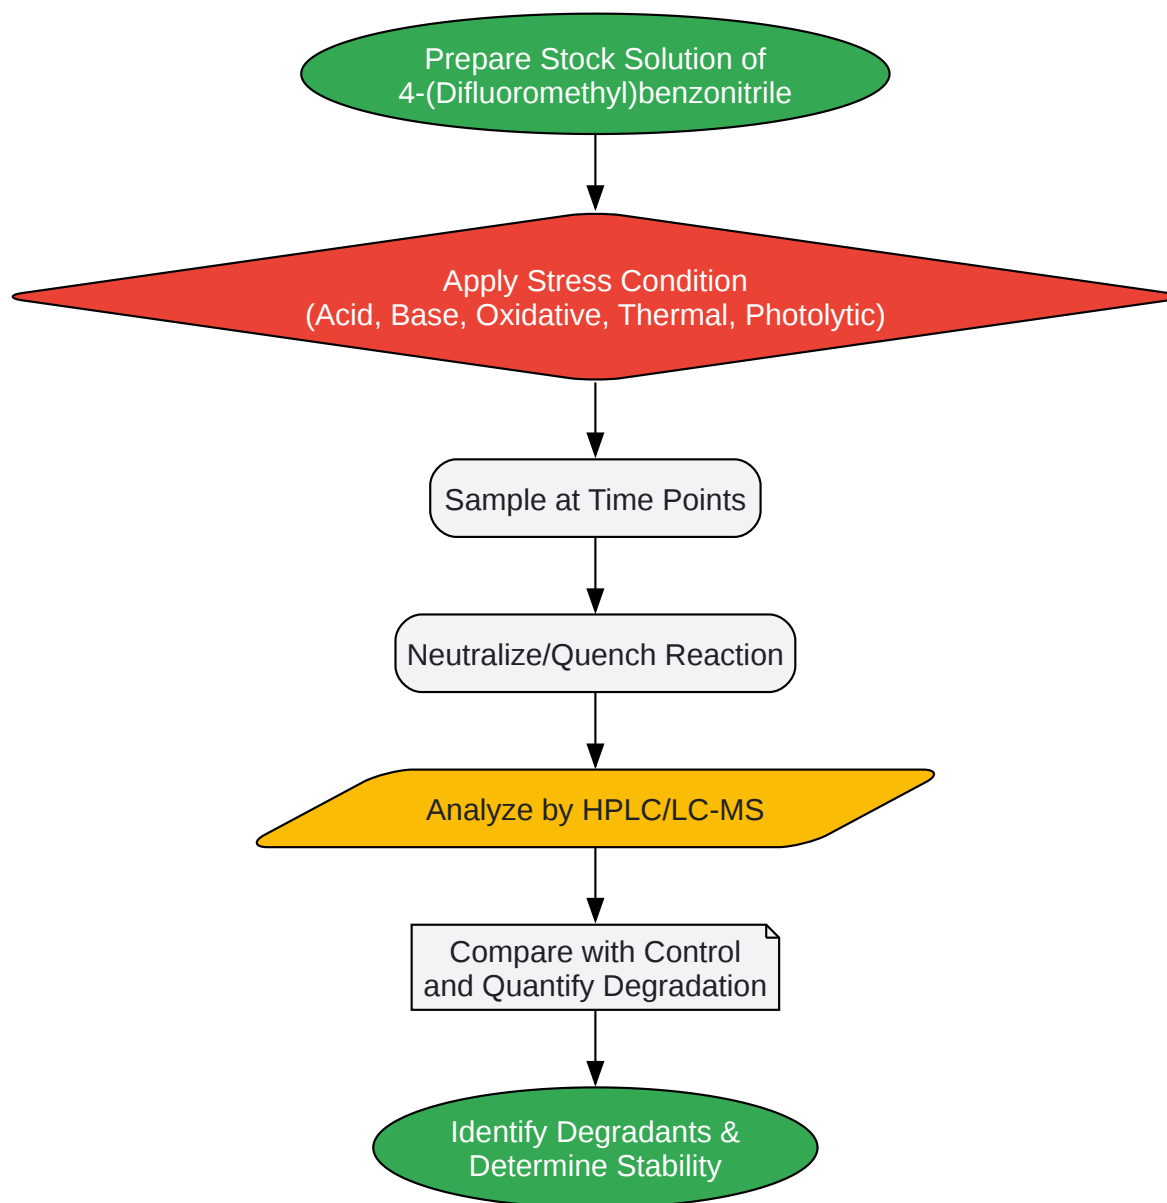 Prepare Stock Solution of
4-(Difluoromethyl)benzonitrile
Apply Stress Condition
(Acid, Base, Oxidative, Thermal, Photolytic)
Sample at Time Points
Neutralize/Quench Reaction
Analyze by HPLC/LC-MS
Compare with Control
and Quantify Degradation
Identify Degradants &
Determine Stability